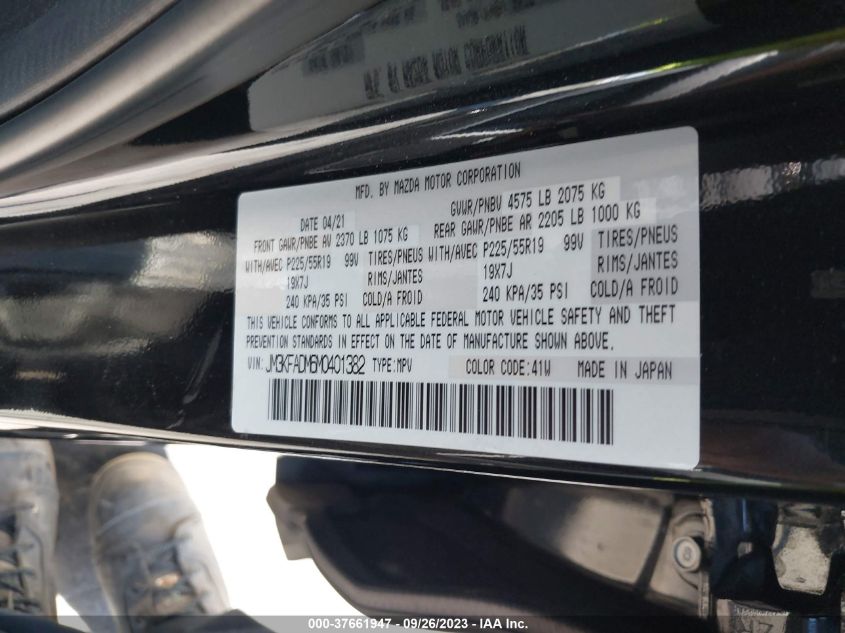 MFD. BY MAZDA MOTOR CORPORATION
DATE 04/21 GVWR/PNBV 4575 LB 2075 KG
FRONT GAWR/PNBE AV 2370 LB 1075 KG REAR GAWR/PNBE AR 2205 LB 1000 KG
WITH/AVEC P225/55R19 99V TIRES/PNEUS WITH/AVEC P225/55R19 99V TIRES/PNEUS
19X7J RIMS/JANTES 19X7J RIMS/JANTES
240 KPA/35 PSI COLD/A FROID 240 KPA/35 PSI COLD/A FROID
THIS VEHICLE CONFORMS TO ALL APPLICABLE FEDERAL MOTOR VEHICLE SAFETY AND THEFT
PREVENTION STANDARDS IN EFFECT ON THE DATE OF MANUFACTURE SHOWN ABOVE.
VIN: JM3KFADM6M0401382 TYPE:MPV COLOR CODE:41W MADE IN JAPAN
000-37661947 - 09/26/2023 - IAA Inc.